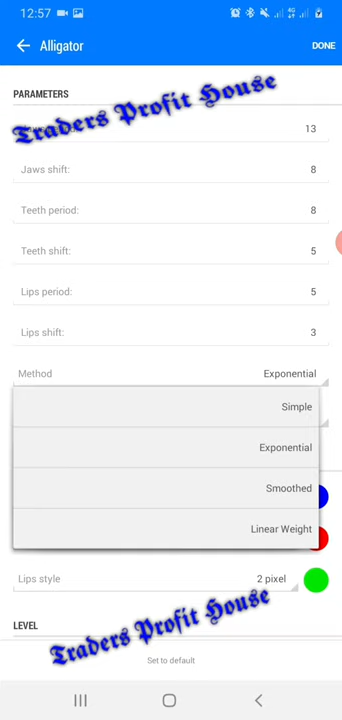 12:57
Alligator
DONE
PARAMETERS
Traders Profit House
13
Jaws shift:
8
Teeth period:
8
Teeth shift:
5
Lips period:
5
Lips shift:
3
Method
Exponential
Simple
Exponential
Smoothed
Linear Weight
Lips style
2 pixel
LEVEL
Traders Profit House
Set to default